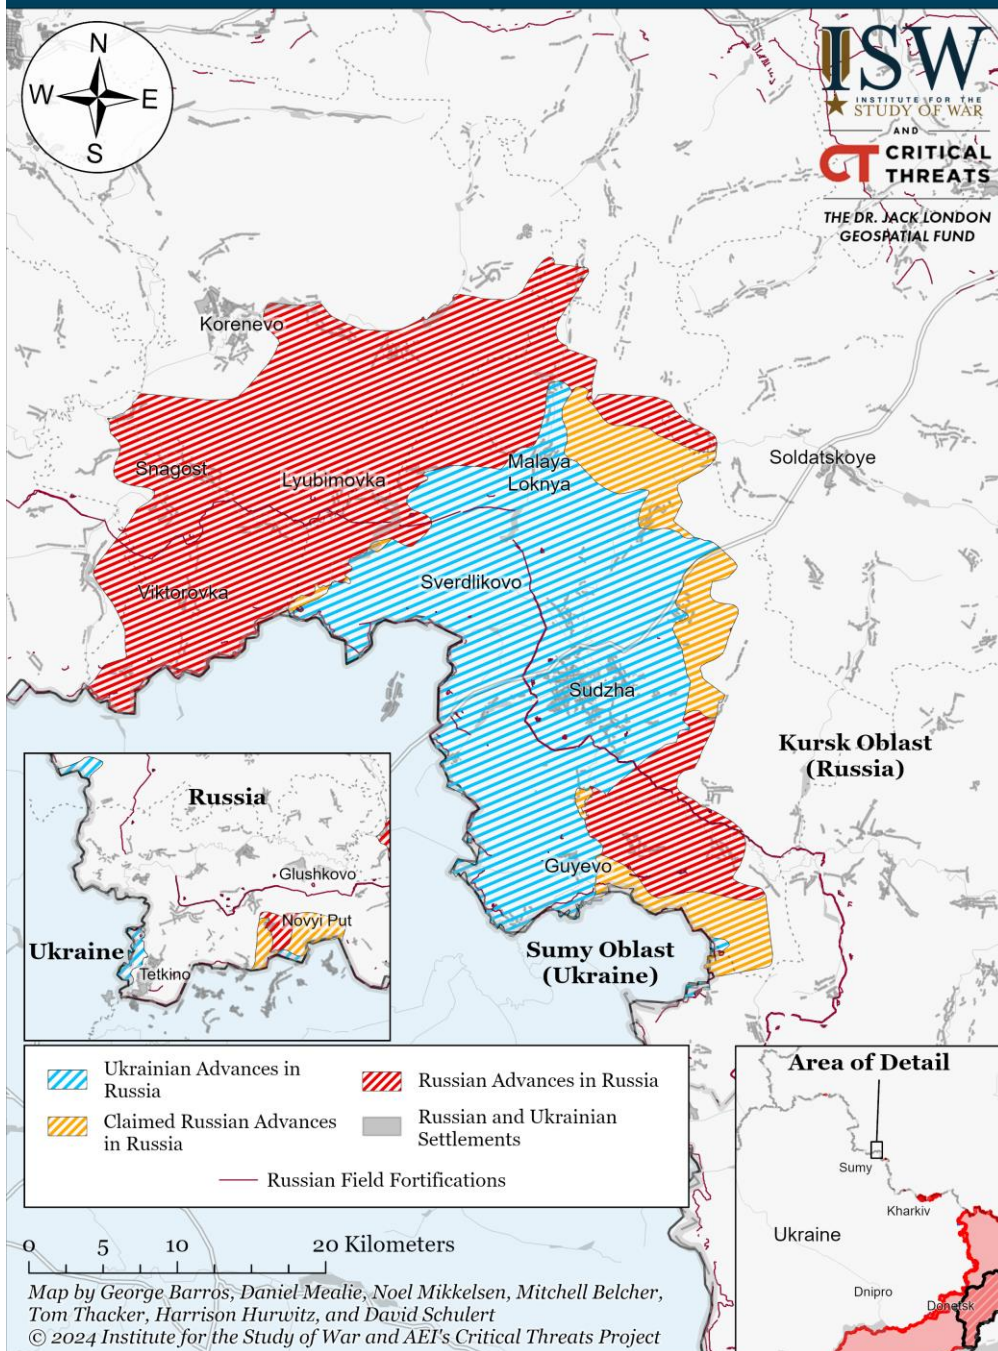 N
W
E
S
ISW
INSTITUTE FOR THE
STUDY OF WAR
AND
CT CRITICAL
THREATS
THE DR. JACK LONDON
GEOSPATIAL FUND
Korenevo
Snagost
Lyubimovka
Malaya
Loknya
Soldatskoye
Viktorovka
Sverdlikovo
Sudzha
Kursk Oblast
(Russia)
Guyevo
Sumy Oblast
(Ukraine)
Russia
Glushkovo
Novyi Put
Ukraine
Tetkino
Ukrainian Advances in
Russia
Russian Advances in Russia
Claimed Russian Advances
in Russia
Russian and Ukrainian
Settlements
Russian Field Fortifications
Area of Detail
Sumy
Kharkiv
Ukraine
Dnipro
Donetsk
0 5 10 20 Kilometers
Map by George Barros, Daniel Mealie, Noel Mikkelsen, Mitchell Belcher,
Tom Thacker, Harrison Hurwitz, and David Schulert
© 2024 Institute for the Study of War and AEI's Critical Threats Project